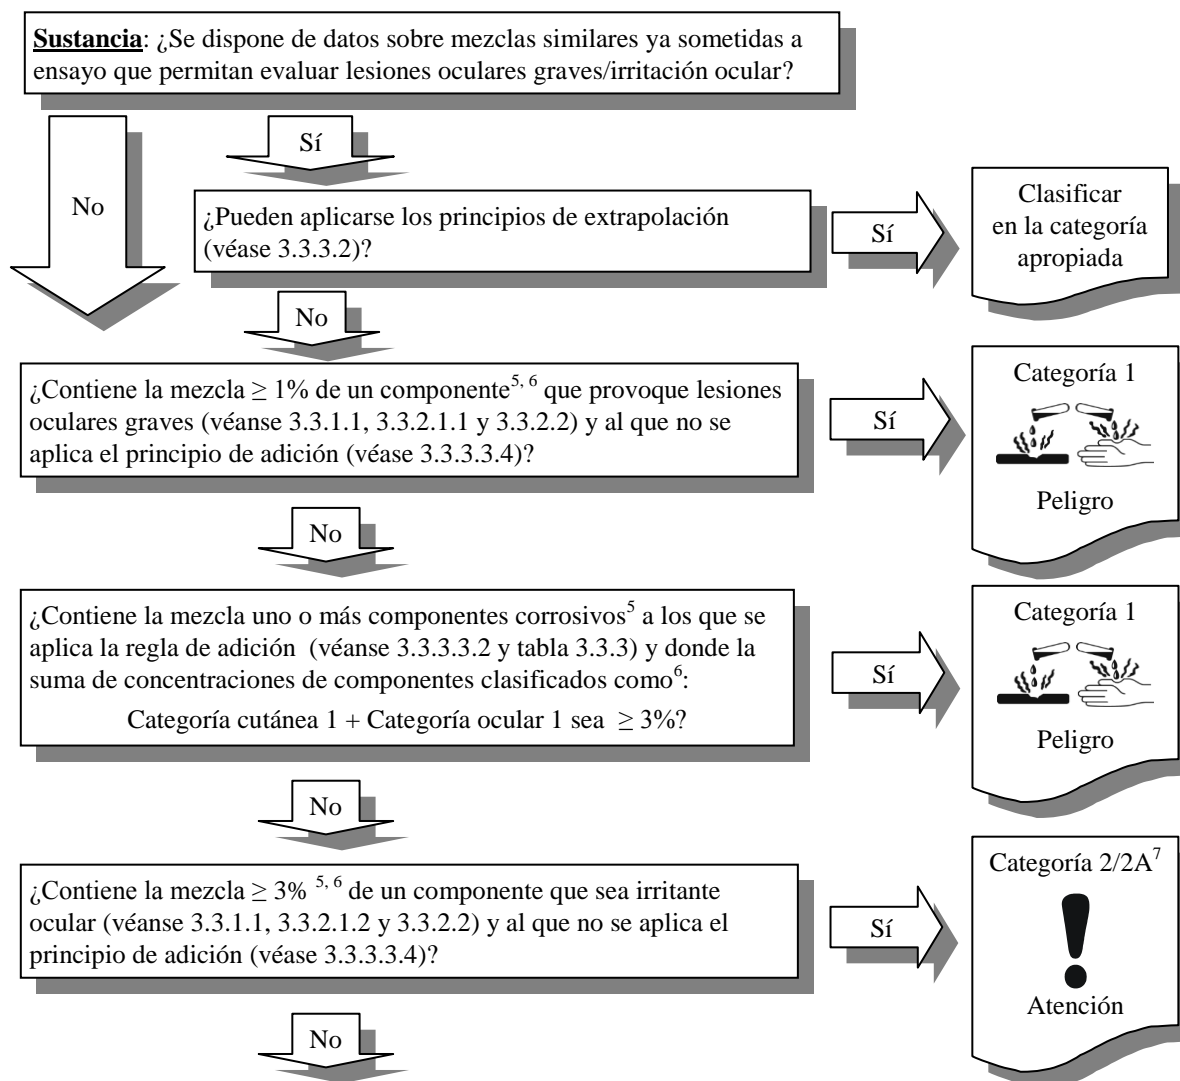 Sustancia: ¿Se dispone de datos sobre mezclas similares ya sometidas a
ensayo que permitan evaluar lesiones oculares graves/irritación ocular?
No
Sí
¿Pueden aplicarse los principios de extrapolación
(véase 3.3.3.2)?
Sí
Clasificar
en la categoría
apropiada
No
¿Contiene la mezcla ≥ 1% de un componente⁵, ⁶ que provoque lesiones
oculares graves (véanse 3.3.1.1, 3.3.2.1.1 y 3.3.2.2) y al que no se
aplica el principio de adición (véase 3.3.3.3.4)?
Sí
Categoría 1
Peligro
No
¿Contiene la mezcla uno o más componentes corrosivos⁵ a los que se
aplica la regla de adición (véanse 3.3.3.3.2 y tabla 3.3.3) y donde la
suma de concentraciones de componentes clasificados como⁶:
Categoría cutánea 1 + Categoría ocular 1 sea ≥ 3%?
Sí
Categoría 1
Peligro
No
¿Contiene la mezcla ≥ 3% ⁵, ⁶ de un componente que sea irritante
ocular (véanse 3.3.1.1, 3.3.2.1.2 y 3.3.2.2) y al que no se aplica el
principio de adición (véase 3.3.3.3.4)?
Sí
Categoría 2/2A⁷
Atención
No